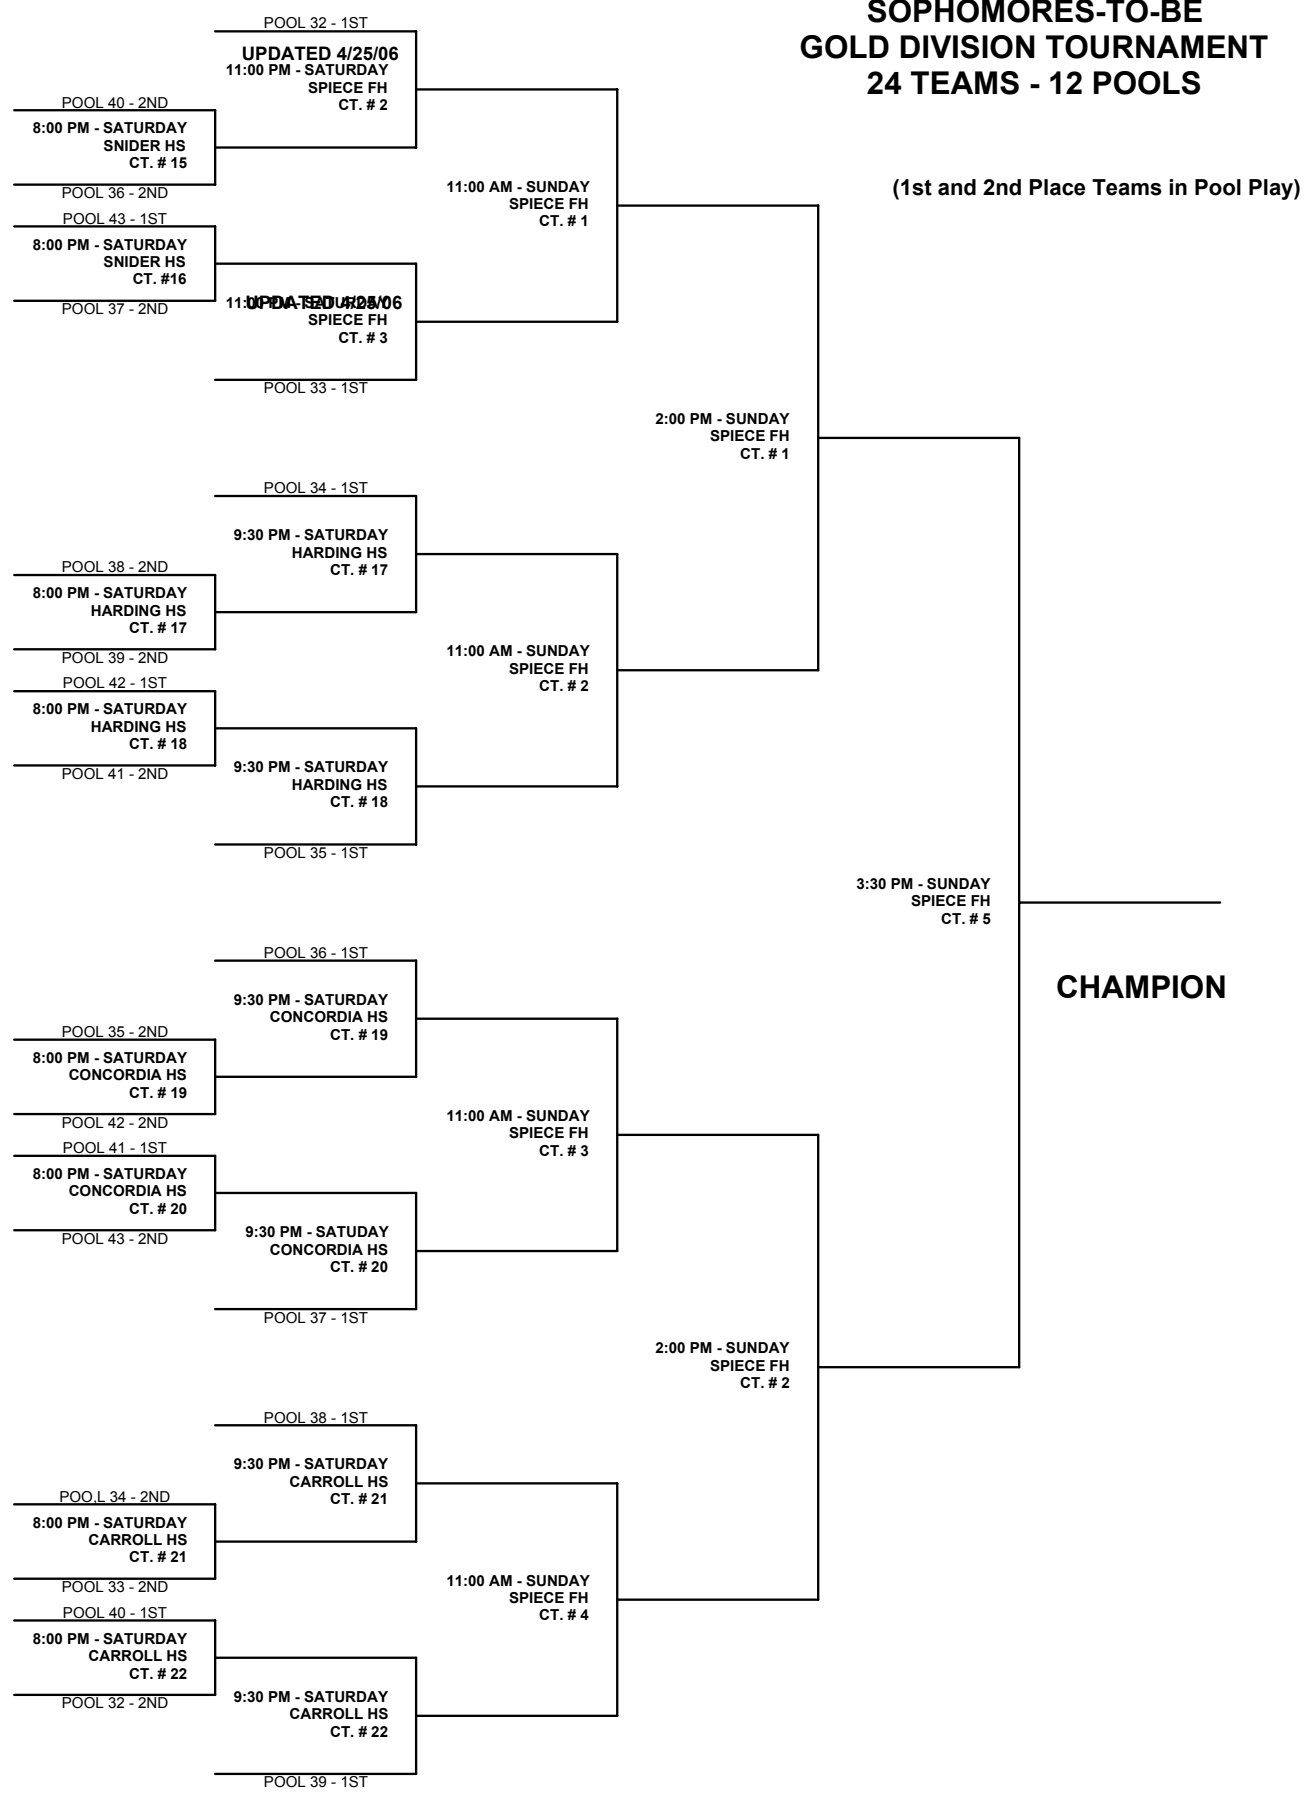 SOPHOMORES-TO-BE
GOLD DIVISION TOURNAMENT
24 TEAMS - 12 POOLS
(1st and 2nd Place Teams in Pool Play)
POOL 32 - 1ST
UPDATED 4/25/06
11:00 PM - SATURDAY
SPIECE FH
CT. # 2
POOL 40 - 2ND
8:00 PM - SATURDAY
SNIDER HS
CT. # 15
POOL 36 - 2ND
11:00 AM - SUNDAY
SPIECE FH
CT. # 1
POOL 43 - 1ST
8:00 PM - SATURDAY
SNIDER HS
CT. #16
POOL 37 - 2ND
11:00 PM - SATURDAY
UPDATED 4/25/06
SPIECE FH
CT. # 3
POOL 33 - 1ST
2:00 PM - SUNDAY
SPIECE FH
CT. # 1
POOL 34 - 1ST
9:30 PM - SATURDAY
HARDING HS
CT. # 17
POOL 38 - 2ND
8:00 PM - SATURDAY
HARDING HS
CT. # 17
POOL 39 - 2ND
11:00 AM - SUNDAY
SPIECE FH
CT. # 2
POOL 42 - 1ST
8:00 PM - SATURDAY
HARDING HS
CT. # 18
POOL 41 - 2ND
9:30 PM - SATURDAY
HARDING HS
CT. # 18
POOL 35 - 1ST
3:30 PM - SUNDAY
SPIECE FH
CT. # 5
CHAMPION
POOL 36 - 1ST
9:30 PM - SATURDAY
CONCORDIA HS
CT. # 19
POOL 35 - 2ND
8:00 PM - SATURDAY
CONCORDIA HS
CT. # 19
POOL 42 - 2ND
11:00 AM - SUNDAY
SPIECE FH
CT. # 3
POOL 41 - 1ST
8:00 PM - SATURDAY
CONCORDIA HS
CT. # 20
POOL 43 - 2ND
9:30 PM - SATUDAY
CONCORDIA HS
CT. # 20
POOL 37 - 1ST
2:00 PM - SUNDAY
SPIECE FH
CT. # 2
POOL 38 - 1ST
9:30 PM - SATURDAY
CARROLL HS
CT. # 21
POO,L 34 - 2ND
8:00 PM - SATURDAY
CARROLL HS
CT. # 21
POOL 33 - 2ND
11:00 AM - SUNDAY
SPIECE FH
CT. # 4
POOL 40 - 1ST
8:00 PM - SATURDAY
CARROLL HS
CT. # 22
POOL 32 - 2ND
9:30 PM - SATURDAY
CARROLL HS
CT. # 22
POOL 39 - 1ST